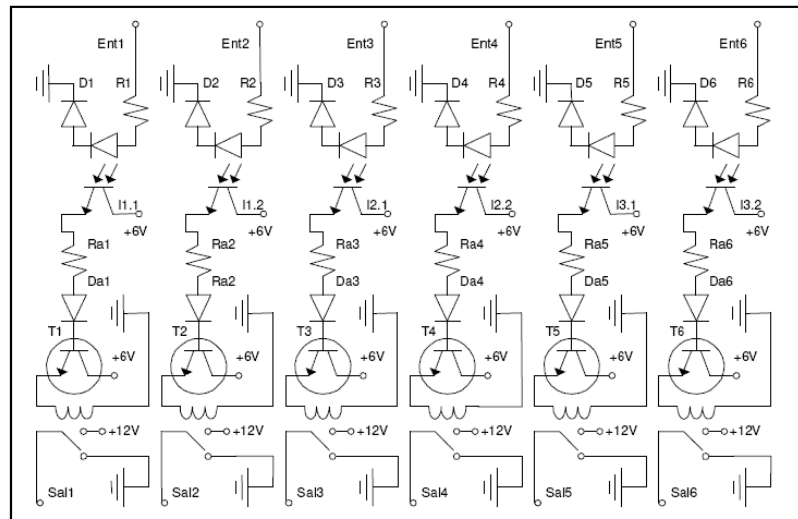 Ent1 Ent2 Ent3 Ent4 Ent5 Ent6
D1 R1 D2 R2 D3 R3 D4 R4 D5 R5 D6 R6
I1.1 I1.2 I2.1 I2.2 I3.1 I3.2
+6V +6V +6V +6V +6V +6V
Ra1 Ra2 Ra3 Ra4 Ra5 Ra6
Da1 Ra2 Da3 Da4 Da5 Da6
T1 T2 T3 T4 T5 T6
+6V +6V +6V +6V +6V +6V
+12V +12V +12V +12V +12V +12V
Sal1 Sal2 Sal3 Sal4 Sal5 Sal6